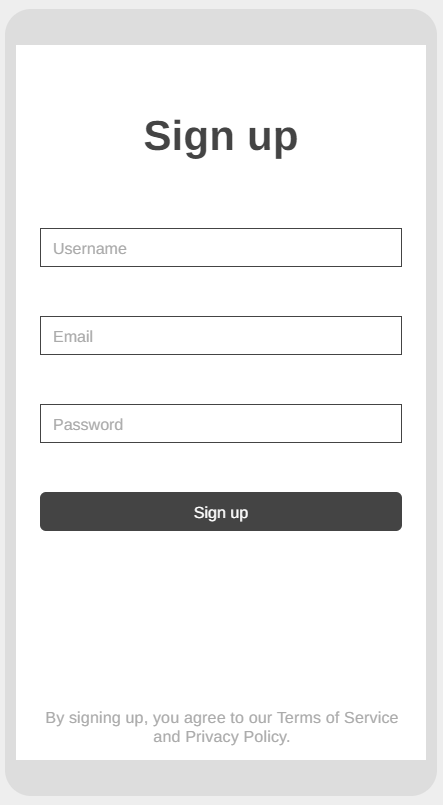 Sign up
Username
Email
Password
Sign up
By signing up, you agree to our Terms of Service
and Privacy Policy.